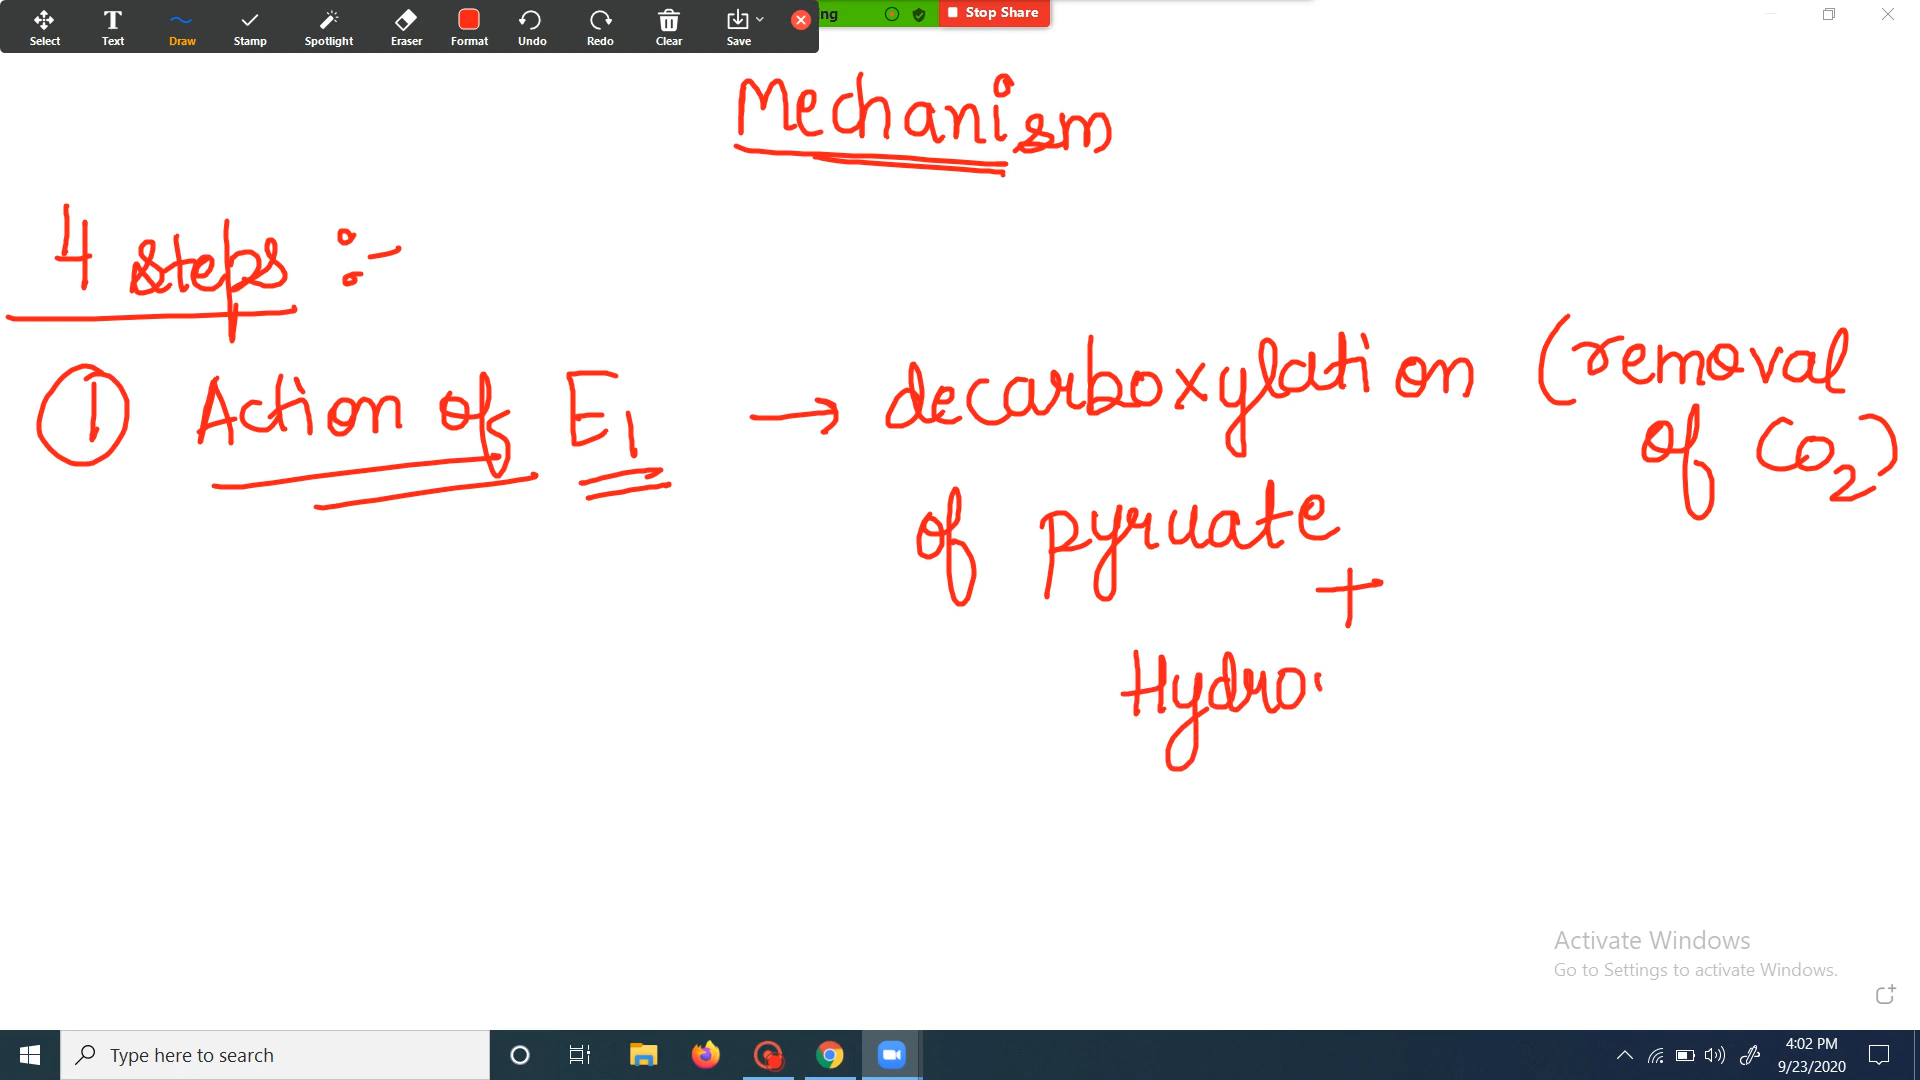 Select Text Draw Stamp Spotlight Eraser Format Undo Redo Clear Save ng Stop Share
Mechanism
4 steps :-
① Action of E1 → decarboxylation (removal
of CO2)
of pyruvate
+
Hydro
Activate Windows
Go to Settings to activate Windows.
Type here to search
4:02 PM
9/23/2020